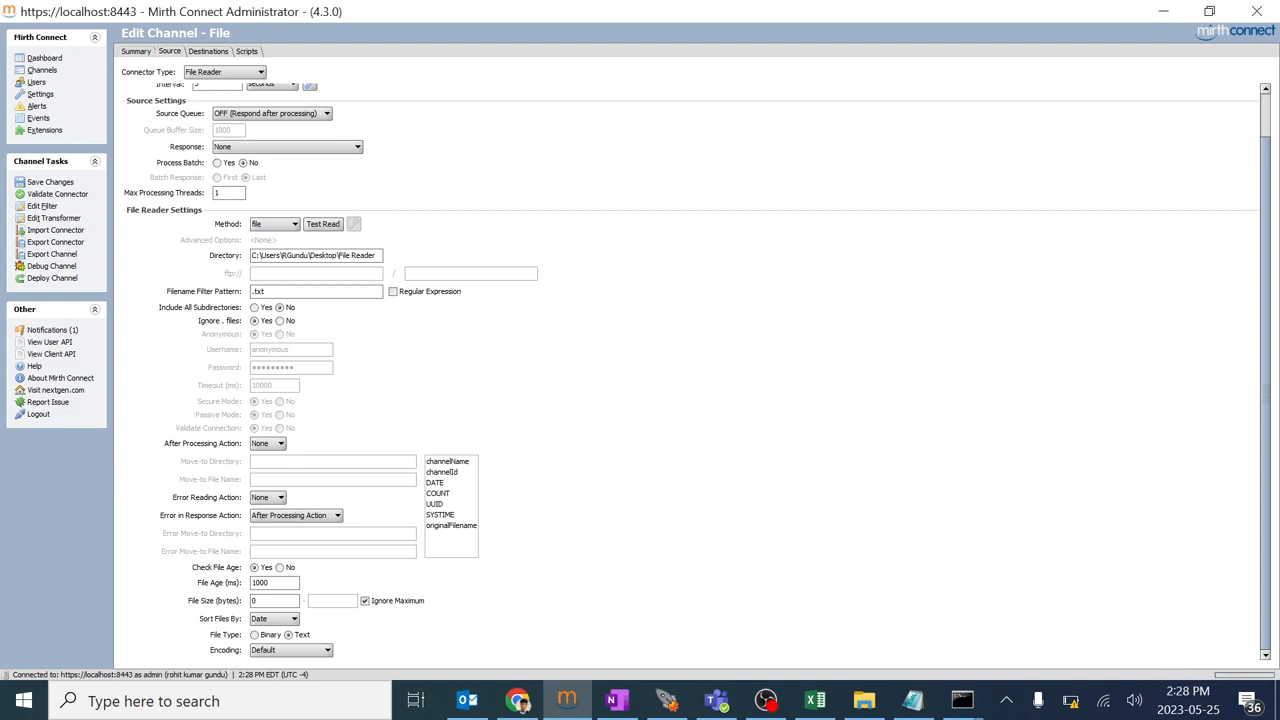 https://localhost:8443 - Mirth Connect Administrator - (4.3.0)
Mirth Connect
Edit Channel - File
mirthconnect
Dashboard
Channels
Users
Settings
Alerts
Events
Extensions
Channel Tasks
Save Changes
Validate Connector
Edit Filter
Edit Transformer
Import Connector
Export Connector
Export Channel
Debug Channel
Deploy Channel
Other
Notifications (1)
View User API
View Client API
Help
About Mirth Connect
Visit nextgen.com
Report Issue
Logout
Summary Source Destinations Scripts
Connector Type: File Reader
Interval: 5 seconds
Source Settings
Source Queue: OFF (Respond after processing)
Queue Buffer Size: 1000
Response: None
Process Batch: Yes No
Batch Response: First Last
Max Processing Threads: 1
File Reader Settings
Method: file Test Read
Advanced Options: <None>
Directory: C:\Users\RGundu\Desktop\File Reader
ftp:// /
Filename Filter Pattern: .txt Regular Expression
Include All Subdirectories: Yes No
Ignore . files: Yes No
Anonymous: Yes No
Username: anonymous
Password: •••••••••
Timeout (ms): 10000
Secure Mode: Yes No
Passive Mode: Yes No
Validate Connection: Yes No
After Processing Action: None
Move-to Directory:
Move-to File Name:
Error Reading Action: None
Error in Response Action: After Processing Action
Error Move-to Directory:
Error Move-to File Name:
channelName
channelId
DATE
COUNT
UUID
SYSTIME
originalFilename
Check File Age: Yes No
File Age (ms): 1000
File Size (bytes): 0 - Ignore Maximum
Sort Files By: Date
File Type: Binary Text
Encoding: Default
Connected to: https://localhost:8443 as admin (rohit kumar gundu) | 2:28 PM EDT (UTC -4)
Type here to search
2:28 PM
2023-05-25
36